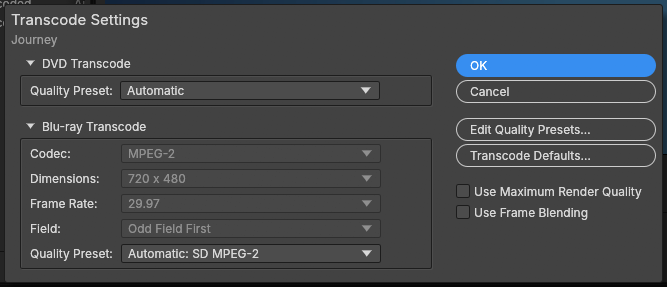 Transcode Settings
Journey
DVD Transcode
Quality Preset: Automatic
Blu-ray Transcode
Codec: MPEG-2
Dimensions: 720 x 480
Frame Rate: 29.97
Field: Odd Field First
Quality Preset: Automatic: SD MPEG-2
OK
Cancel
Edit Quality Presets...
Transcode Defaults...
Use Maximum Render Quality
Use Frame Blending